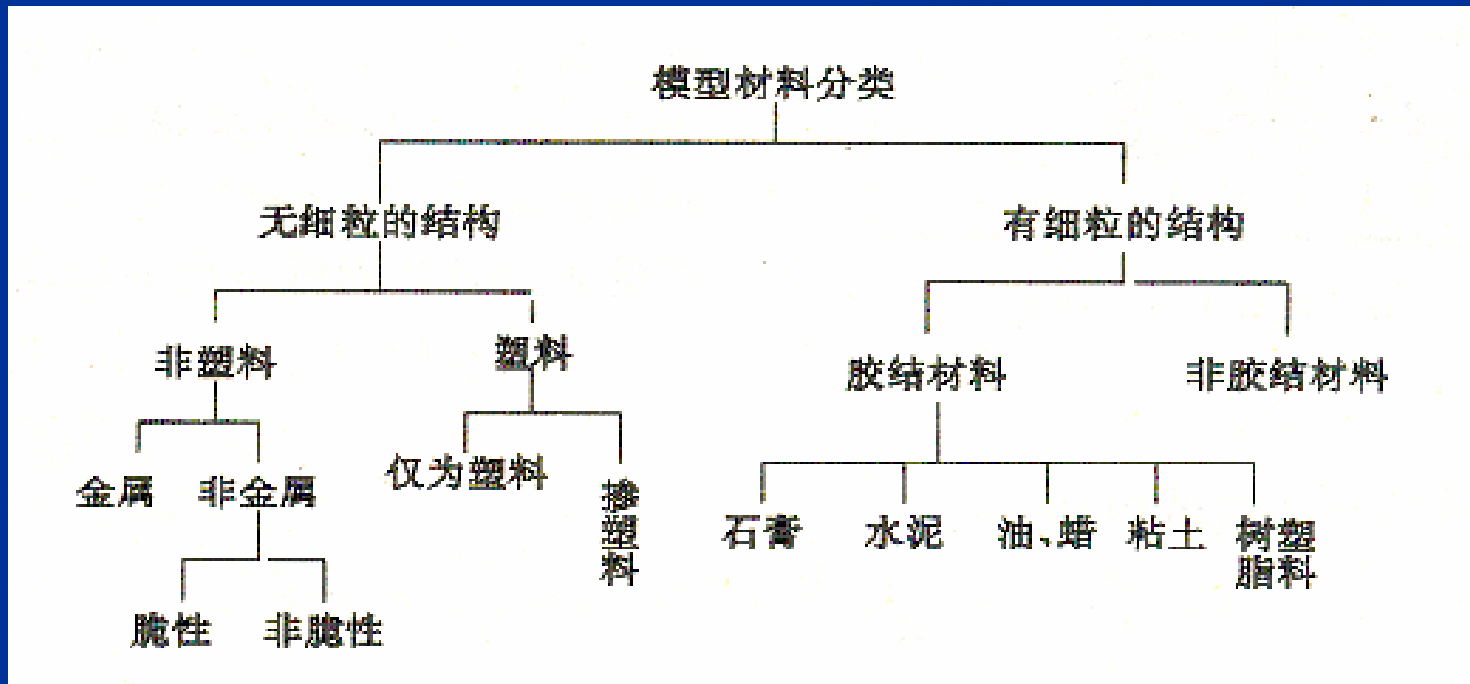 模型材料分类
无细粒的结构
有细粒的结构
非塑料
塑料
胶结材料
非胶结材料
金属
非金属
仅为塑料
掺塑料
石膏
水泥
油、蜡
粘土
树脂
塑料
脆性
非脆性